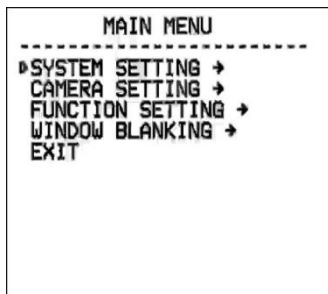 MAIN MENU
SYSTEM SETTING →
CAMERA SETTING →
FUNCTION SETTING →
WINDOW BLANKING →
EXIT